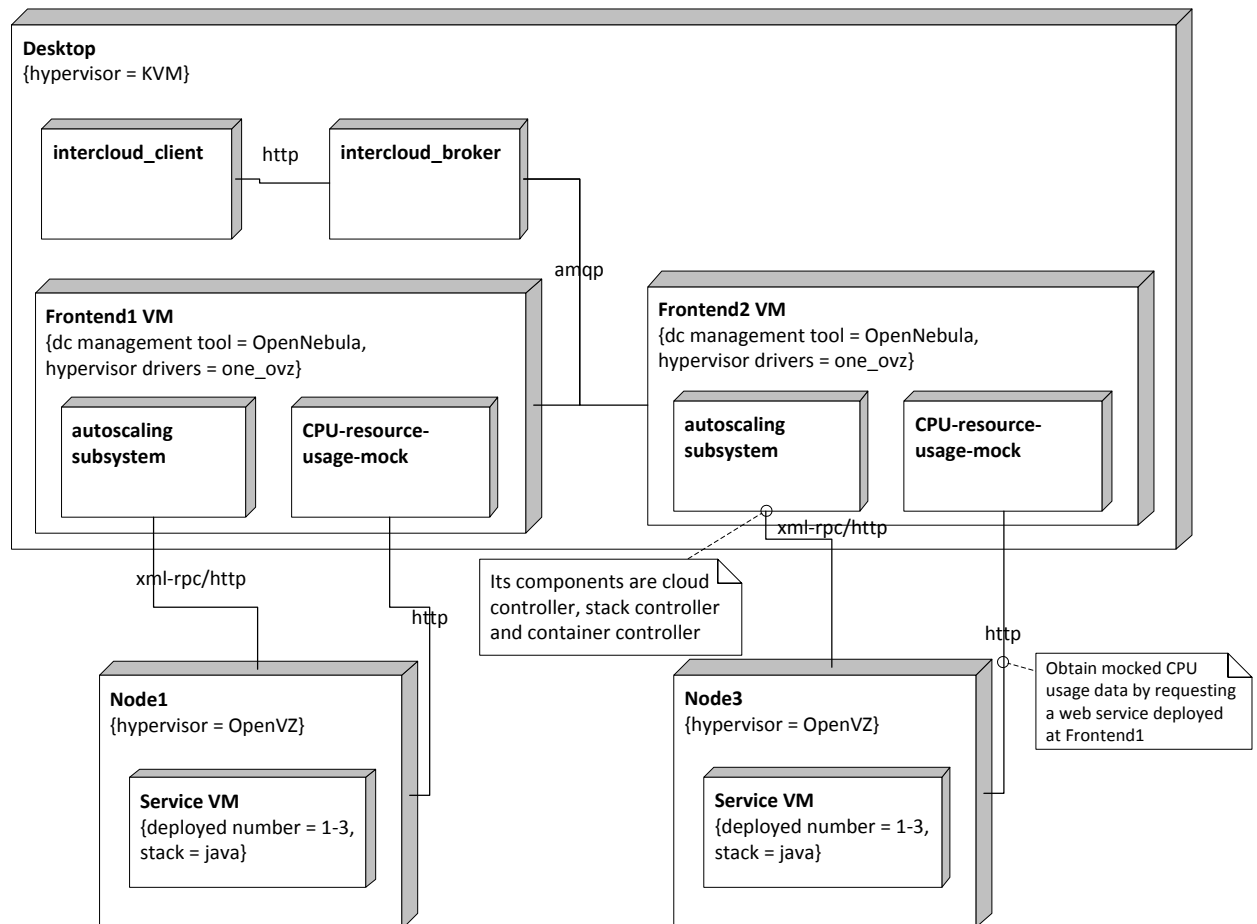 Desktop
{hypervisor = KVM}
intercloud_client
http
intercloud_broker
amqp
Frontend1 VM
{dc management tool = OpenNebula,
hypervisor drivers = one_ovz}
autoscaling
subsystem
CPU-resource-
usage-mock
Frontend2 VM
{dc management tool = OpenNebula,
hypervisor drivers = one_ovz}
autoscaling
subsystem
CPU-resource-
usage-mock
xml-rpc/http
http
xml-rpc/http
Its components are cloud
controller, stack controller
and container controller
http
Obtain mocked CPU
usage data by requesting
a web service deployed
at Frontend1
Node1
{hypervisor = OpenVZ}
Service VM
{deployed number = 1-3,
stack = java}
Node3
{hypervisor = OpenVZ}
Service VM
{deployed number = 1-3,
stack = java}